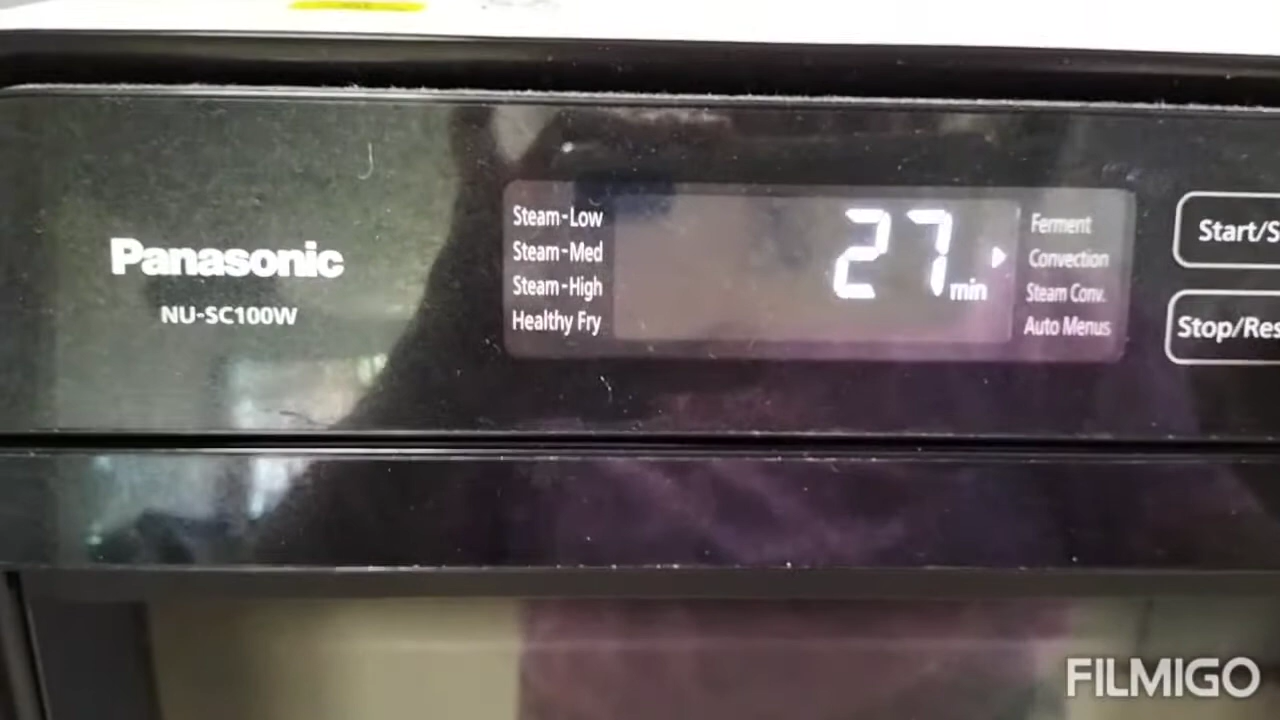 Panasonic
NU-SC100W
Steam-Low
Steam-Med
Steam-High
Healthy Fry
27 min
Ferment
Convection
Steam Conv.
Auto Menus
Start/S
Stop/Res
FILMIGO